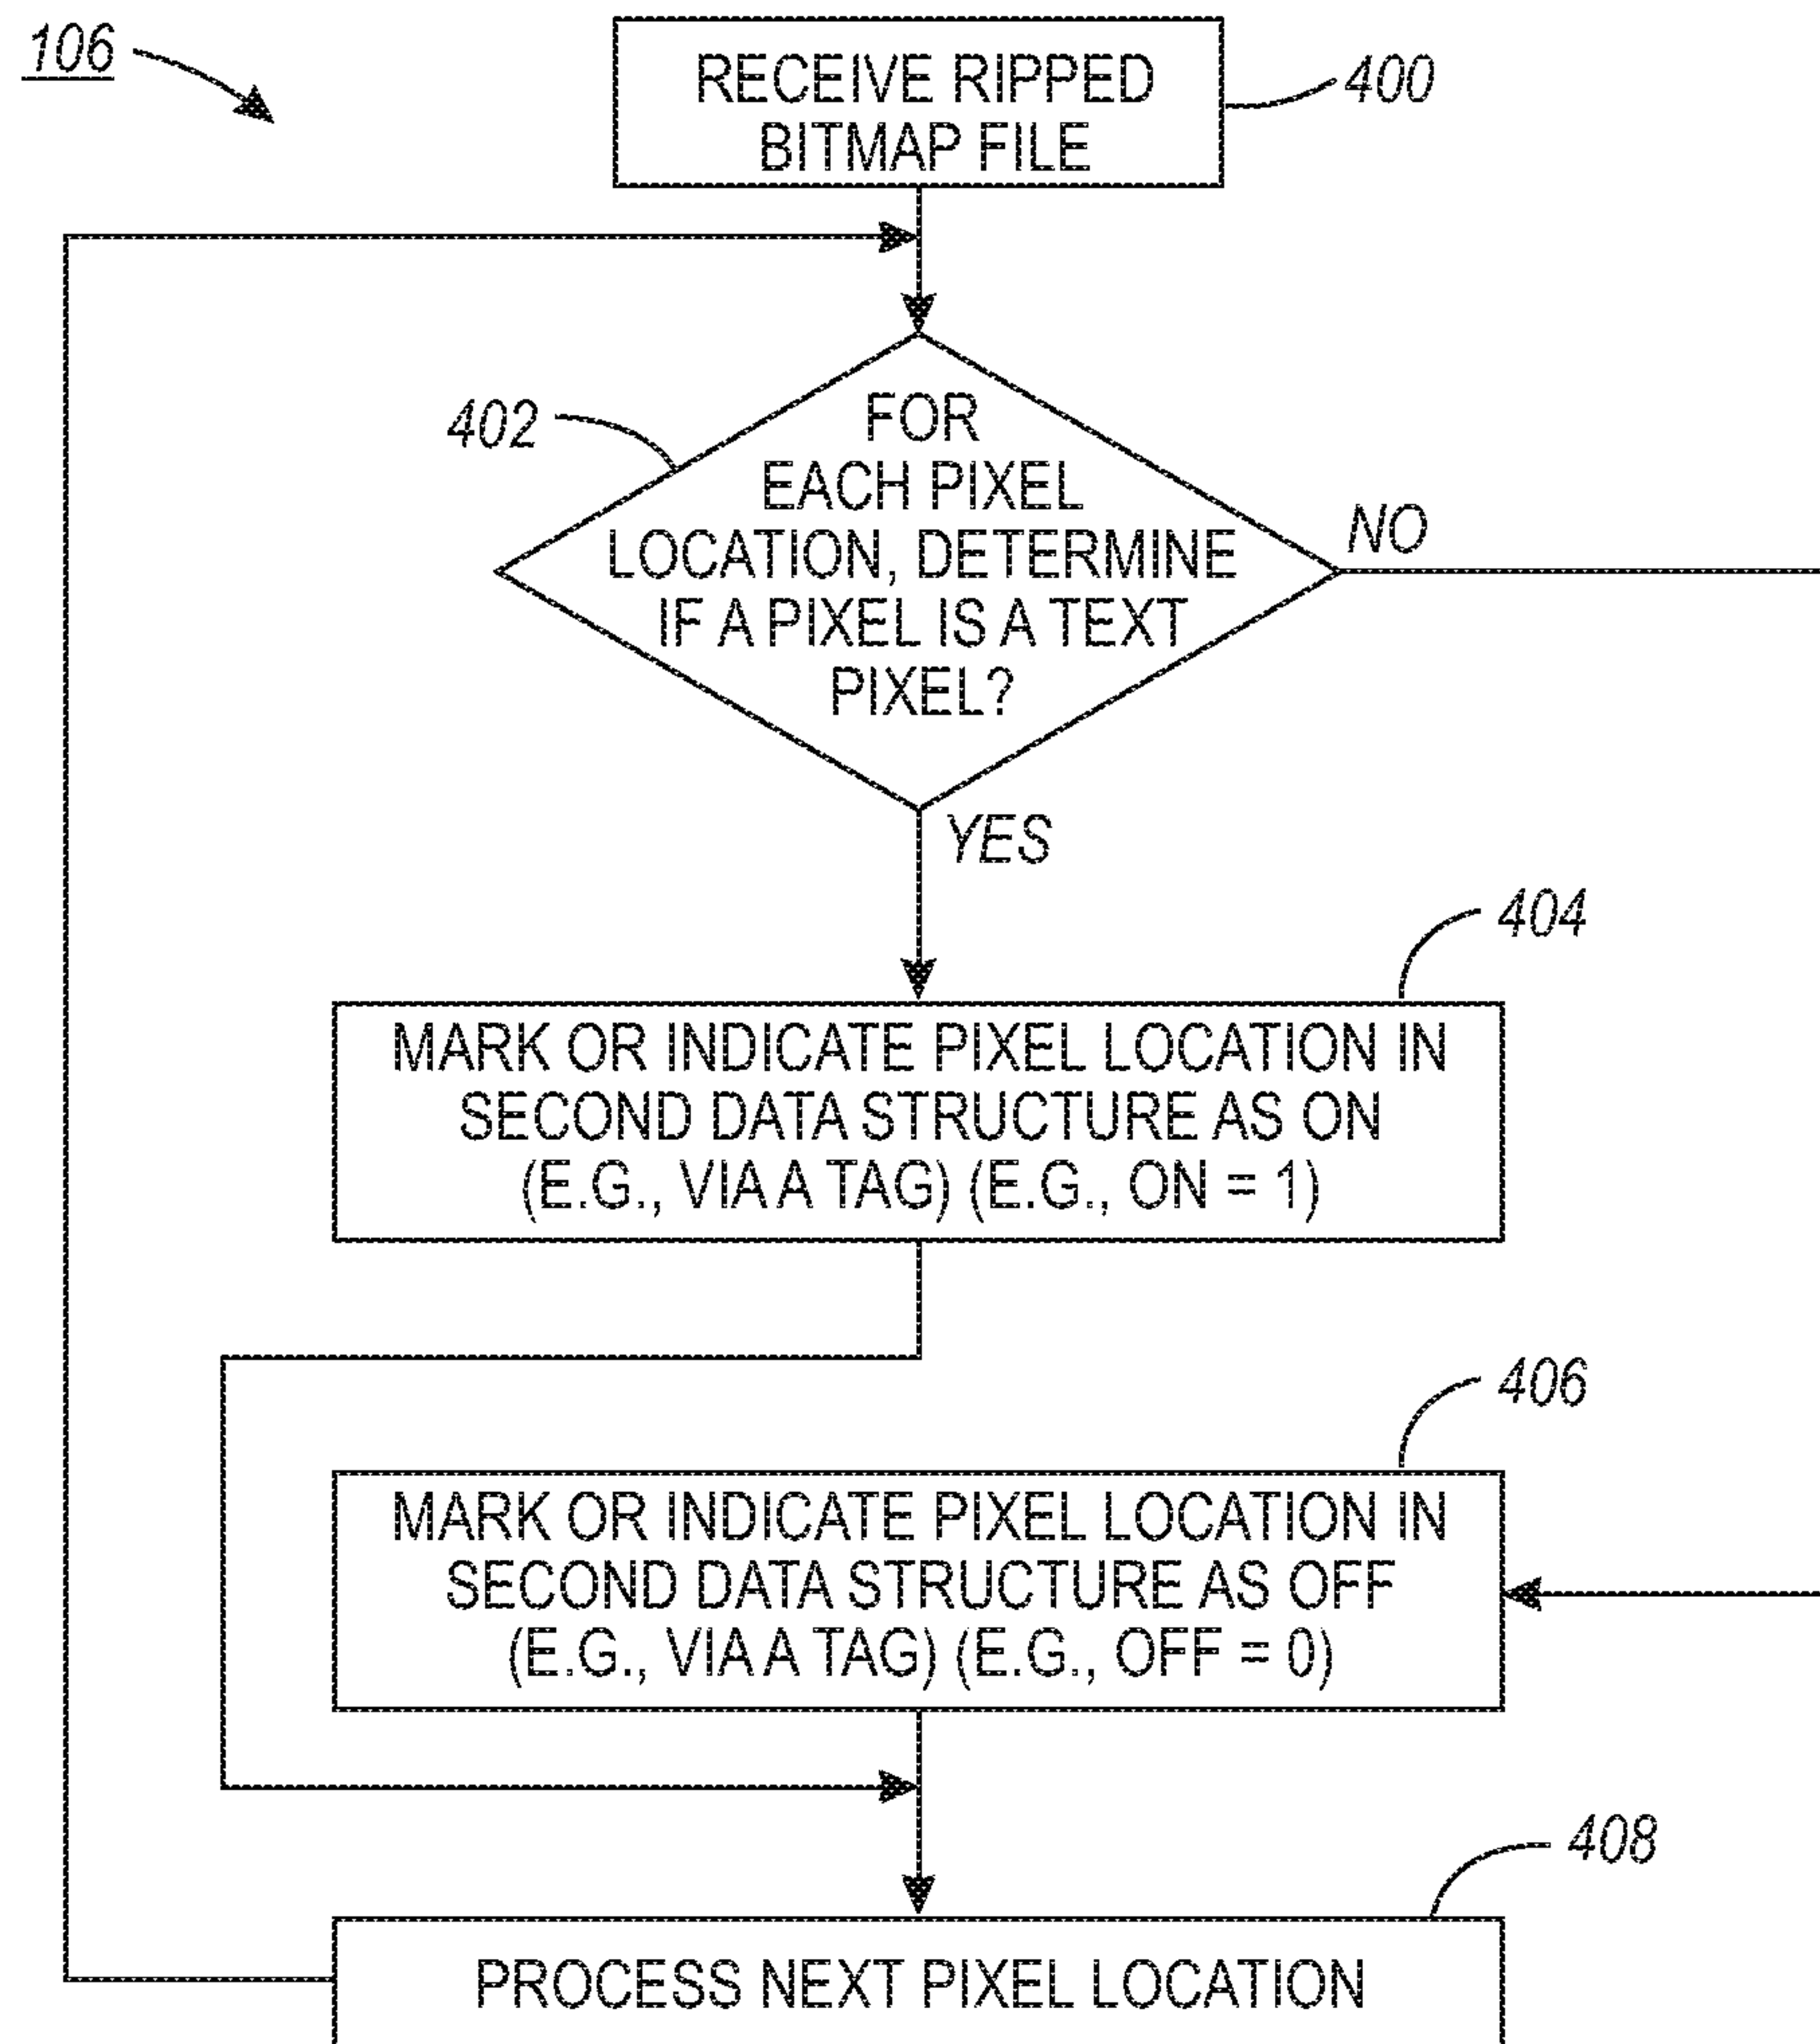 106
RECEIVE RIPPED
BITMAP FILE
400
402
FOR
EACH PIXEL
LOCATION, DETERMINE
IF A PIXEL IS A TEXT
PIXEL?
NO
YES
404
MARK OR INDICATE PIXEL LOCATION IN
SECOND DATA STRUCTURE AS ON
(E.G., VIA A TAG) (E.G., ON = 1)
406
MARK OR INDICATE PIXEL LOCATION IN
SECOND DATA STRUCTURE AS OFF
(E.G., VIA A TAG) (E.G., OFF = 0)
408
PROCESS NEXT PIXEL LOCATION